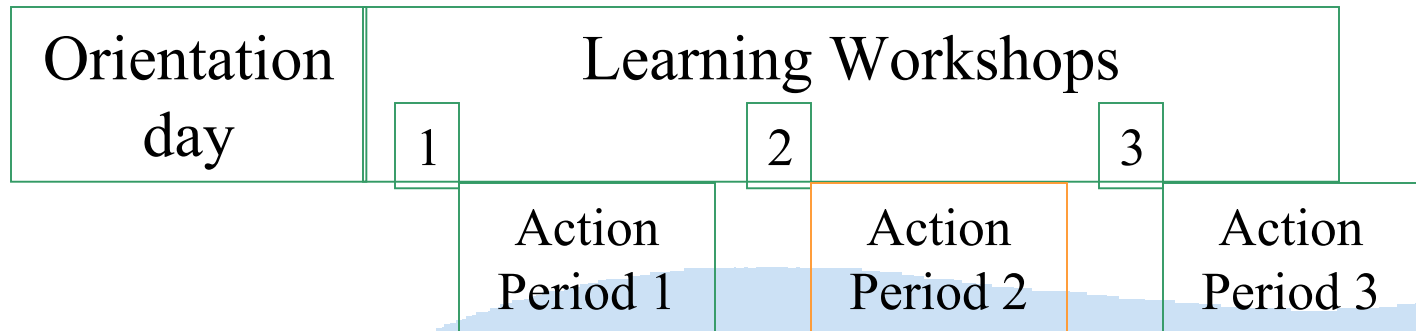 Orientation
day
Learning Workshops
1
2
3
Action
Period 1
Action
Period 2
Action
Period 3